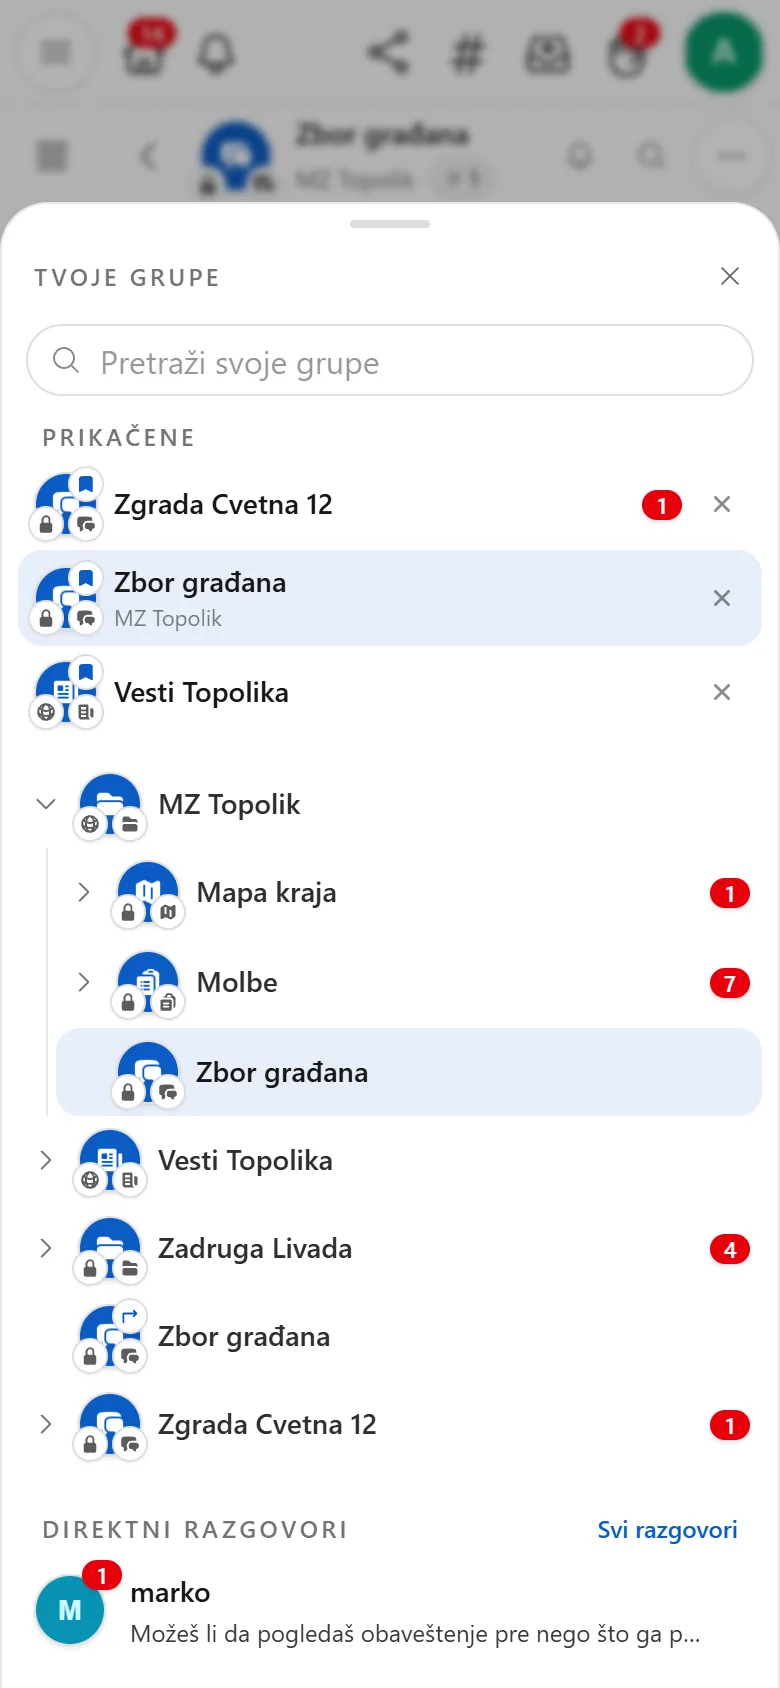 14
2
A
Zbor građana
MZ Topolik
TVOJE GRUPE
Pretraži svoje grupe
PRIKAČENE
Zgrada Cvetna 12
1
Zbor građana
MZ Topolik
Vesti Topolika
MZ Topolik
Mapa kraja
1
Molbe
7
Zbor građana
Vesti Topolika
Zadruga Livada
4
Zbor građana
Zgrada Cvetna 12
1
DIREKTNI RAZGOVORI
Svi razgovori
1
M
marko
Možeš li da pogledaš obaveštenje pre nego što ga p...